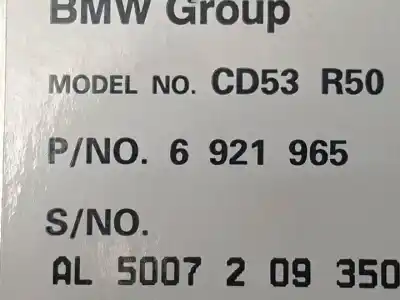 BMW Group
MODEL NO. CD53 R50
P/NO. 6 921 965
S/NO.
AL 5007 2 09 350